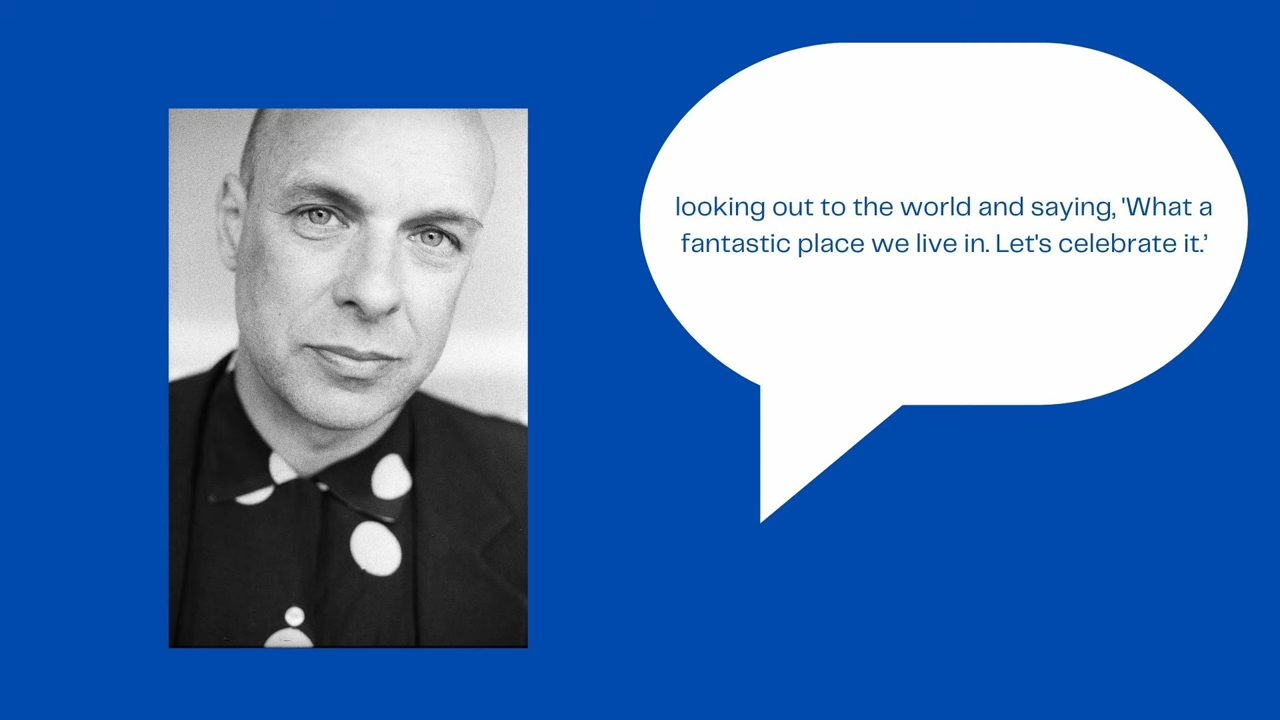 looking out to the world and saying, 'What a
fantastic place we live in. Let's celebrate it.’